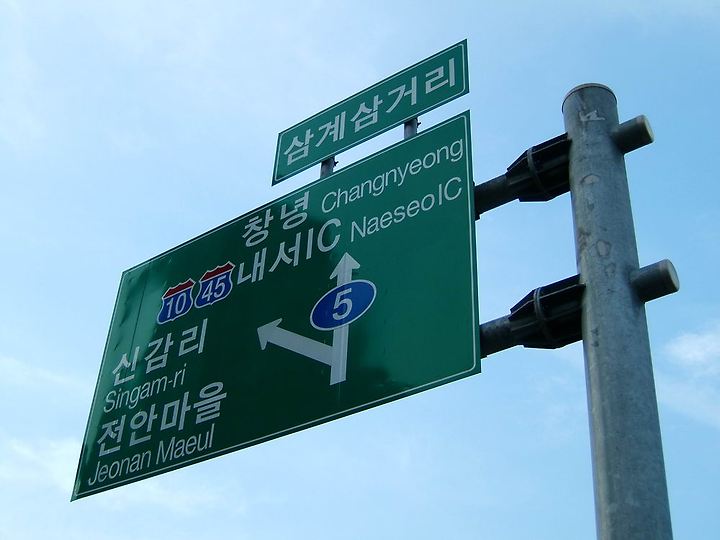 삼계삼거리
창녕 Changnyeong
10 45 내서IC NaeseoIC
5
신감리
Singam-ri
전안마을
Jeonan Maeul